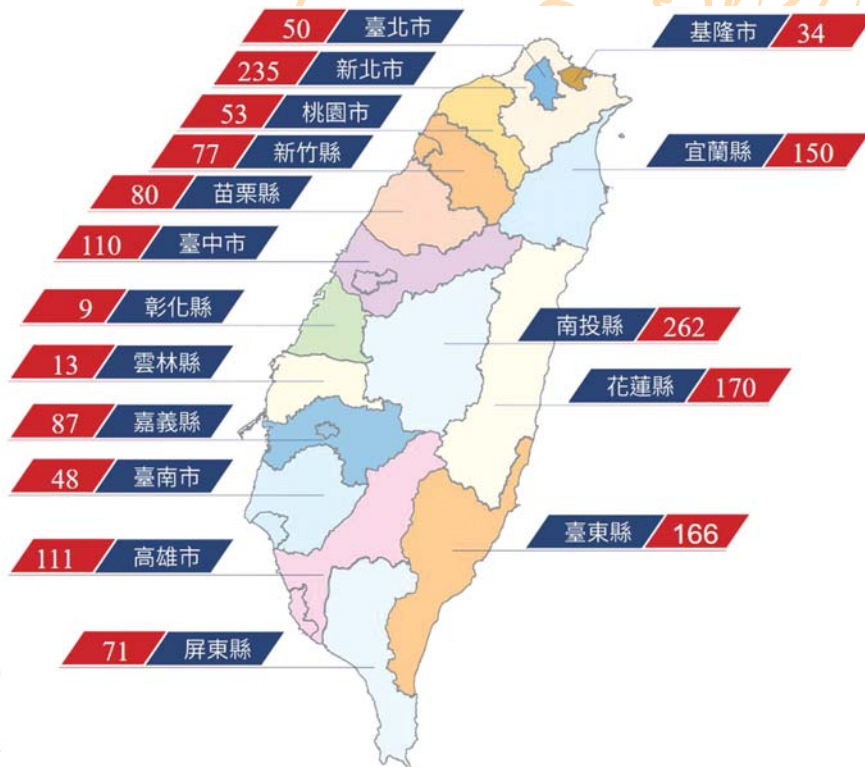 50 臺北市
235 新北市
53 桃園市
77 新竹縣
80 苗栗縣
110 臺中市
9 彰化縣
13 雲林縣
87 嘉義縣
48 臺南市
111 高雄市
71 屏東縣
基隆市 34
宜蘭縣 150
南投縣 262
花蓮縣 170
臺東縣 166